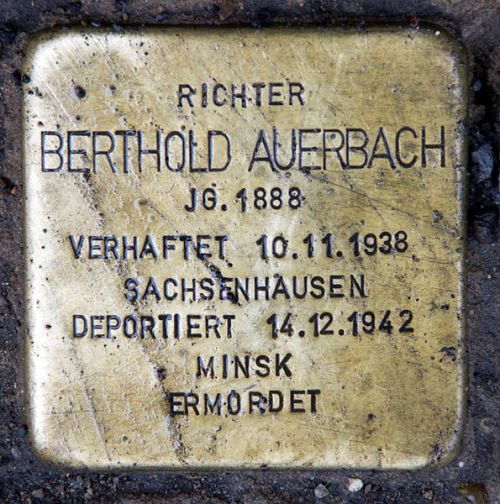 RICHTER
BERTHOLD AUERBACH
JG. 1888
VERHAFTET 10.11.1938
SACHSENHAUSEN
DEPORTIERT 14.12.1942
MINSK
ERMORDET